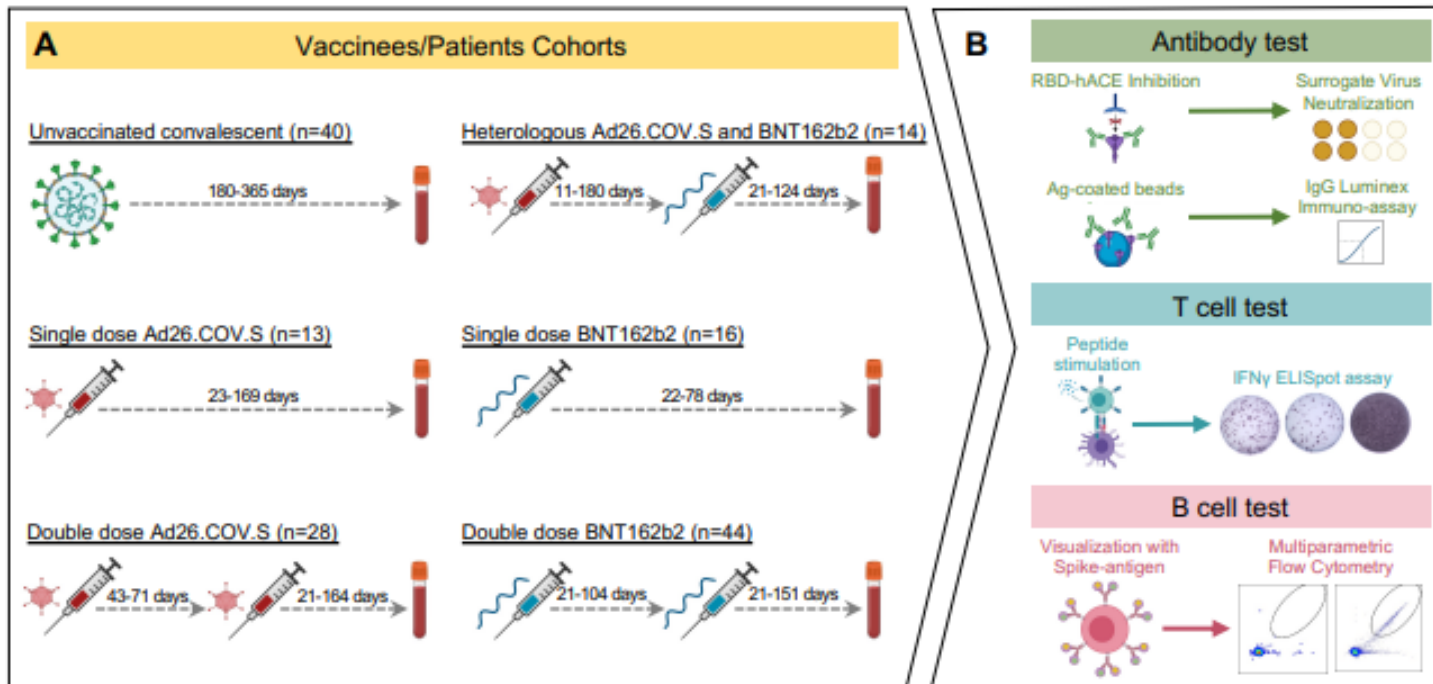 A
Vaccinees/Patients Cohorts
Unvaccinated convalescent (n=40)
180-365 days
Heterologous Ad26.COV.S and BNT162b2 (n=14)
11-180 days
21-124 days
Single dose Ad26.COV.S (n=13)
23-169 days
Single dose BNT162b2 (n=16)
22-78 days
Double dose Ad26.COV.S (n=28)
43-71 days
21-164 days
Double dose BNT162b2 (n=44)
21-104 days
21-151 days
B
Antibody test
RBD-hACE Inhibition
Surrogate Virus
Neutralization
Ag-coated beads
IgG Luminex
Immuno-assay
T cell test
Peptide
stimulation
IFNγ ELISpot assay
B cell test
Visualization with
Spike-antigen
Multiparametric
Flow Cytometry